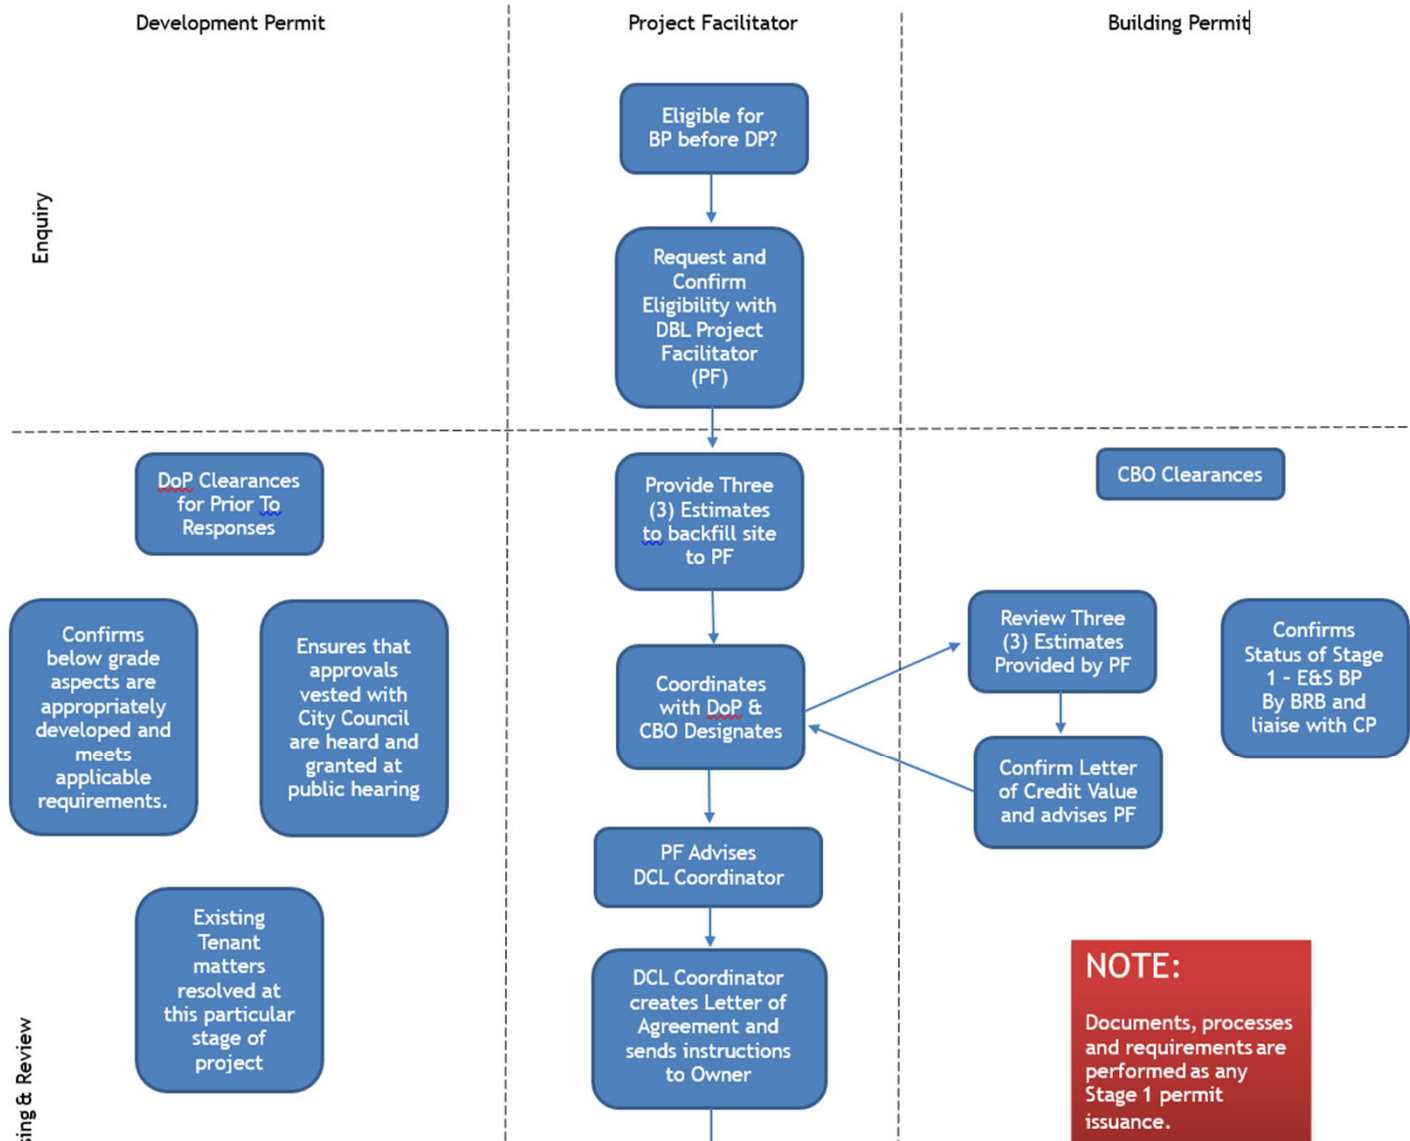 Development Permit
Project Facilitator
Building Permit
Enquiry
Eligible for
BP before DP?
Request and
Confirm
Eligibility with
DBL Project
Facilitator
(PF)
DoP Clearances
for Prior To
Responses
Provide Three
(3) Estimates
to backfill site
to PF
CBO Clearances
Confirms
below grade
aspects are
appropriately
developed and
meets
applicable
requirements.
Ensures that
approvals
vested with
City Council
are heard and
granted at
public hearing
Coordinates
with DoP &
CBO Designates
Review Three
(3) Estimates
Provided by PF
Confirms
Status of Stage
1 – E&S BP
By BRB and
liaise with CP
Confirm Letter
of Credit Value
and advises PF
PF Advises
DCL Coordinator
Existing
Tenant
matters
resolved at
this particular
stage of
project
DCL Coordinator
creates Letter of
Agreement and
sends instructions
to Owner
NOTE:
Documents, processes
and requirements are
performed as any
Stage 1 permit
issuance.
sing & Review